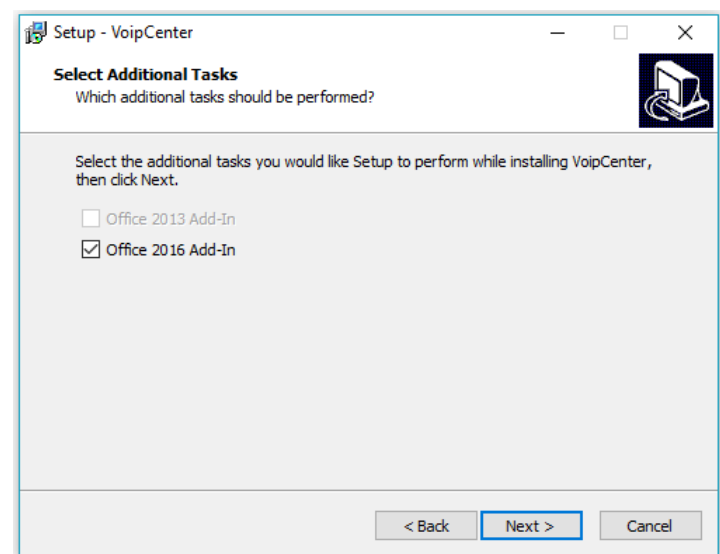 Setup - VoipCenter
Select Additional Tasks
Which additional tasks should be performed?
Select the additional tasks you would like Setup to perform while installing VoipCenter,
then click Next.
Office 2013 Add-In
Office 2016 Add-In
< Back
Next >
Cancel